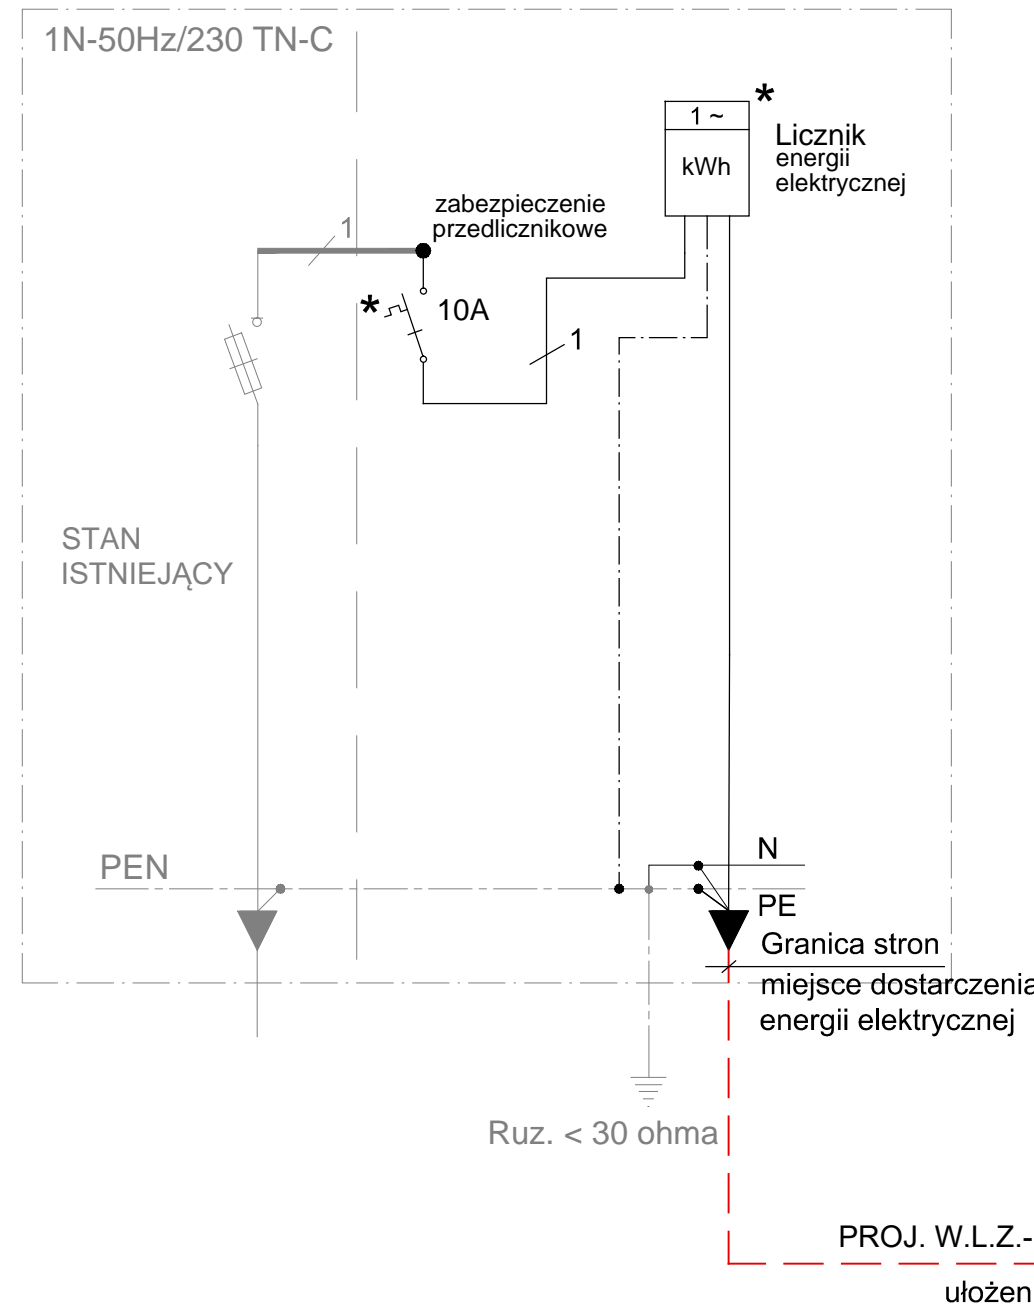 1N-50Hz/230 TN-C
*
1 ~
kWh
Licznik
energii
elektrycznej
zabezpieczenie
przedlicznikowe
1
*
10A
1
STAN
ISTNIEJĄCY
PEN
N
PE
Granica stron
miejsce dostarczenia
energii elektrycznej
Ruz. < 30 ohma
PROJ. W.L.Z.-
ułożen